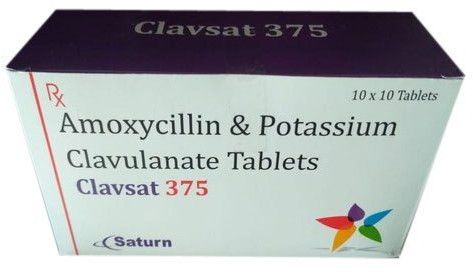 Clavsat 375
Rx
10 x 10 Tablets
Amoxycillin & Potassium
Clavulanate Tablets
Clavsat 375
Saturn